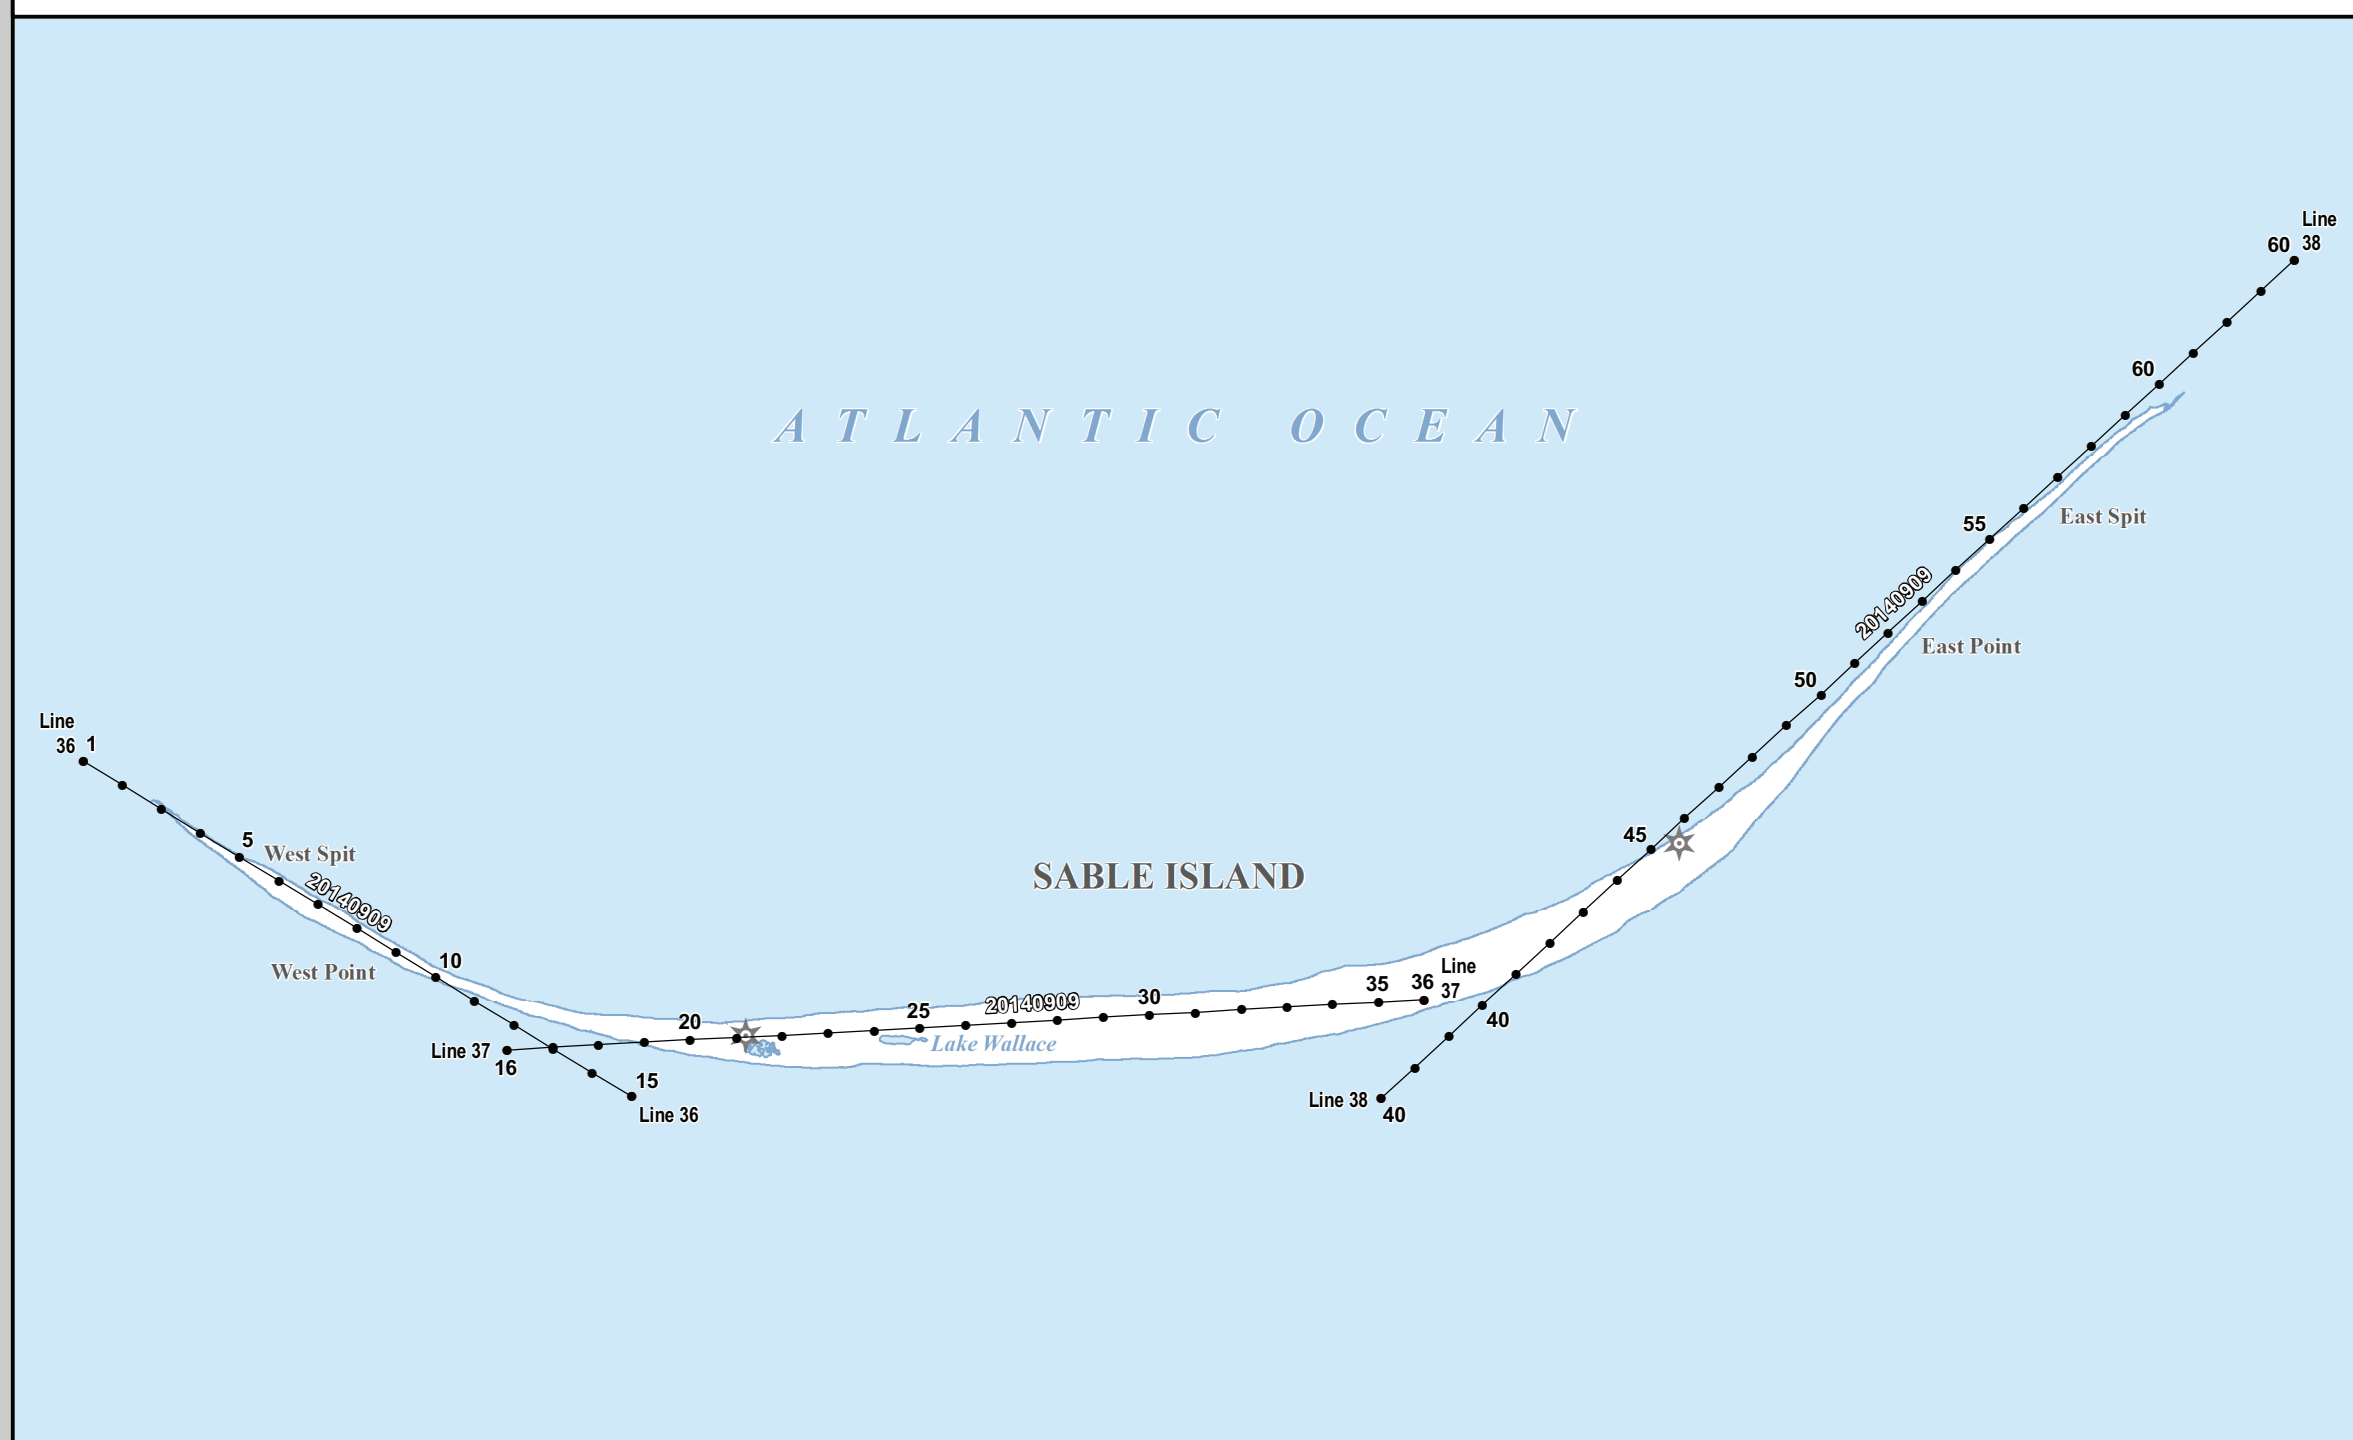 Line
38
60
60
ATLANTIC OCEAN
55
East Spit
20140909
East Point
50
Line
36 1
45
5
West Spit
SABLE ISLAND
20140909
West Point
10
Line
37
35
36
30
20140909
25
20
Lake Wallace
40
Line 37
16
15
Line 36
Line 38
40